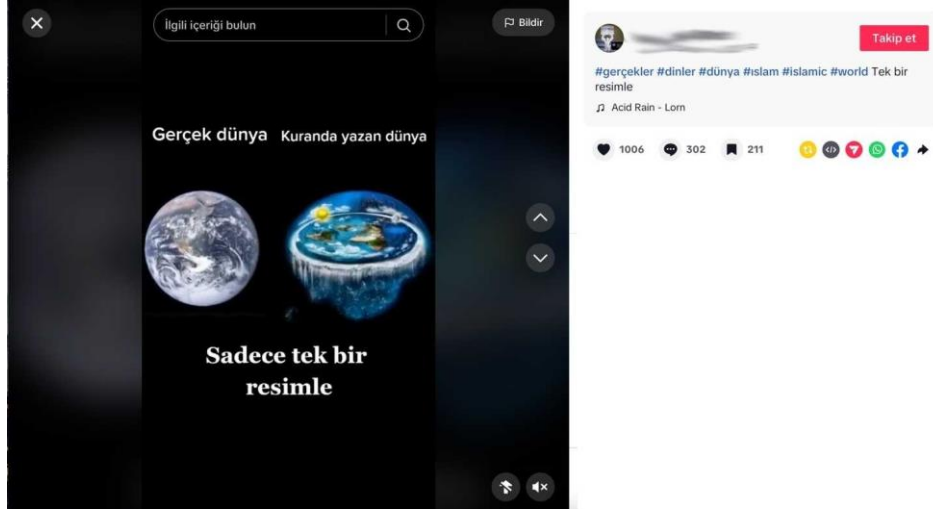 İlgili içeriği bulun
Bildir
Gerçek dünya
Kuranda yazan dünya
Sadece tek bir
resimle
Takip et
#gerçekler #dinler #dünya #ıslam #islamic #world Tek bir
resimle
Acid Rain - Lorn
1006
302
211